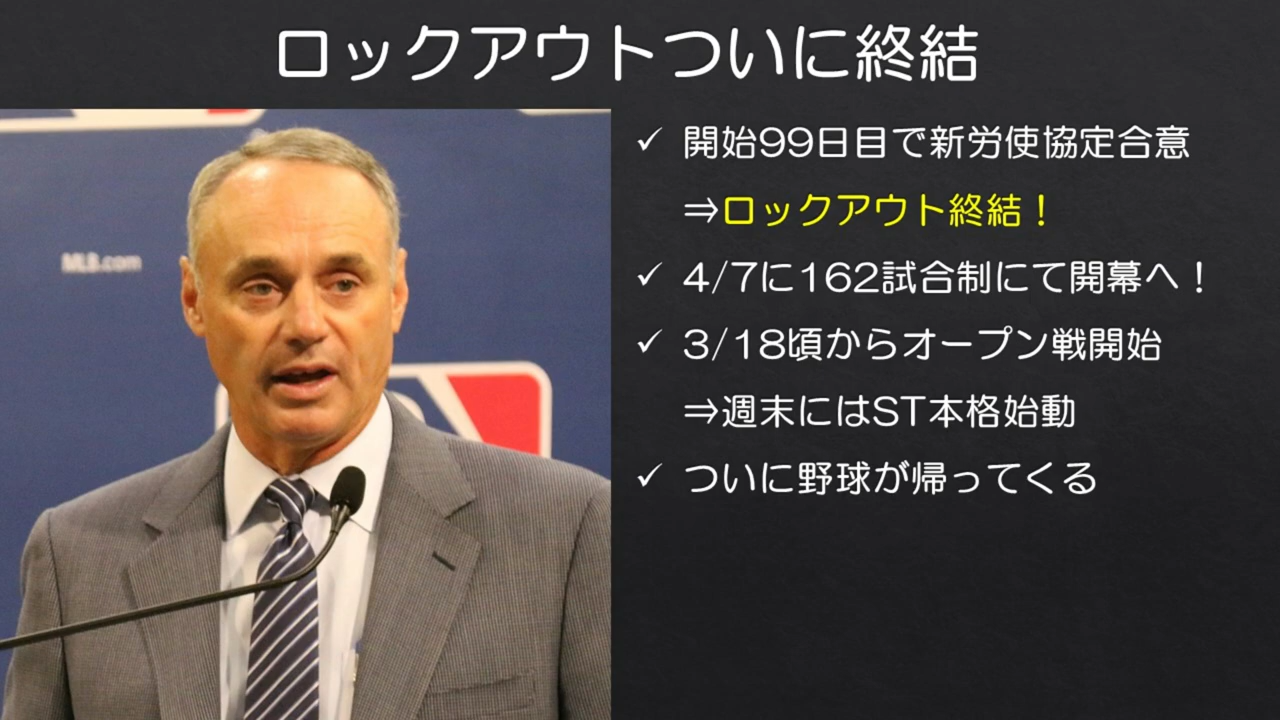 ロックアウトついに終結
MLB.com
✓ 開始99日目で新労使協定合意
⇒ロックアウト終結！
✓ 4/7に162試合制にて開幕へ！
✓ 3/18頃からオープン戦開始
⇒週末にはST本格始動
✓ ついに野球が帰ってくる